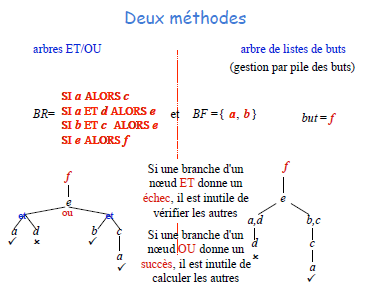 Deux méthodes
arbres ET/OU
arbre de listes de buts
(gestion par pile des buts)
SI a ALORS c
SI a ET d ALORS e
BR=
et
BF ={ a, b }
but = f
SI b ET c ALORS e
SI e ALORS f
f
e
et ou et
a d b c
a
Si une branche d'un
nœud ET donne un
échec, il est inutile de
vérifier les autres
Si une branche d'un
nœud OU donne un
succès, il est inutile de
calculer les autres
f
e
a,d b,c
d c
a